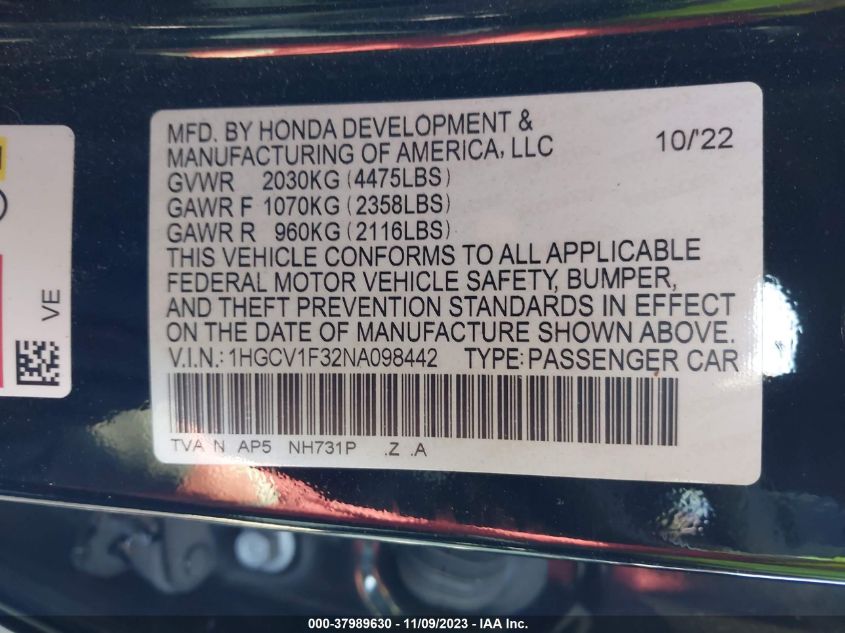 MFD. BY HONDA DEVELOPMENT &
MANUFACTURING OF AMERICA, LLC 10/'22
GVWR 2030KG (4475LBS)
GAWR F 1070KG (2358LBS)
GAWR R 960KG (2116LBS)
THIS VEHICLE CONFORMS TO ALL APPLICABLE
FEDERAL MOTOR VEHICLE SAFETY, BUMPER,
AND THEFT PREVENTION STANDARDS IN EFFECT
ON THE DATE OF MANUFACTURE SHOWN ABOVE.
V.I.N.: 1HGCV1F32NA098442 TYPE: PASSENGER CAR
TVA N AP5 NH731P .Z .A
VE
000-37989630 — 11/09/2023 — IAA Inc.